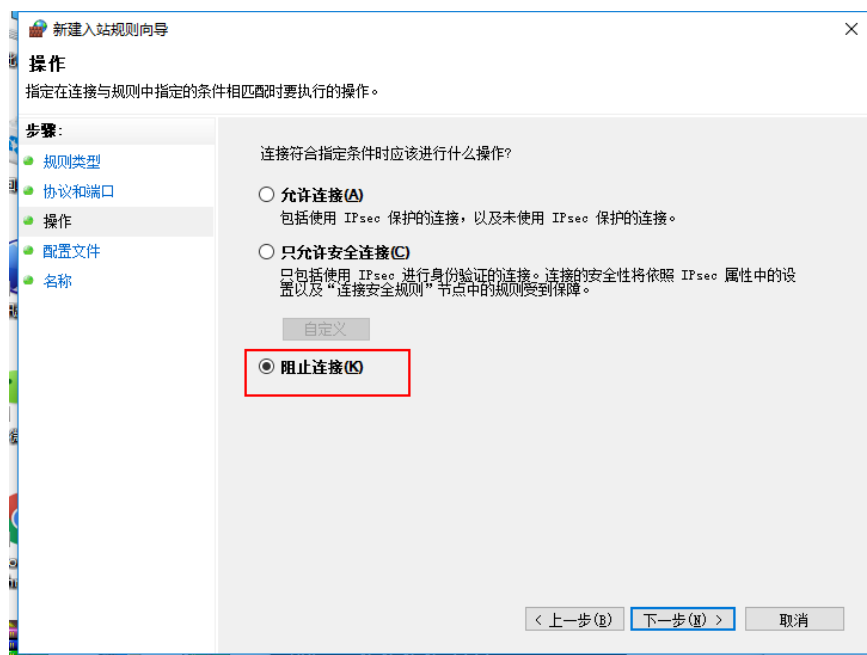 新建入站规则向导
操作
指定在连接与规则中指定的条件相匹配时要执行的操作。
步骤:
规则类型
协议和端口
操作
配置文件
名称
连接符合指定条件时应该进行什么操作?
允许连接(A)
包括使用 IPsec 保护的连接，以及未使用 IPsec 保护的连接。
只允许安全连接(C)
只包括使用 IPsec 进行身份验证的连接。连接的安全性将依照 IPsec 属性中的设
置以及“连接安全规则”节点中的规则受到保障。
自定义
阻止连接(K)
< 上一步(B)
下一步(N) >
取消